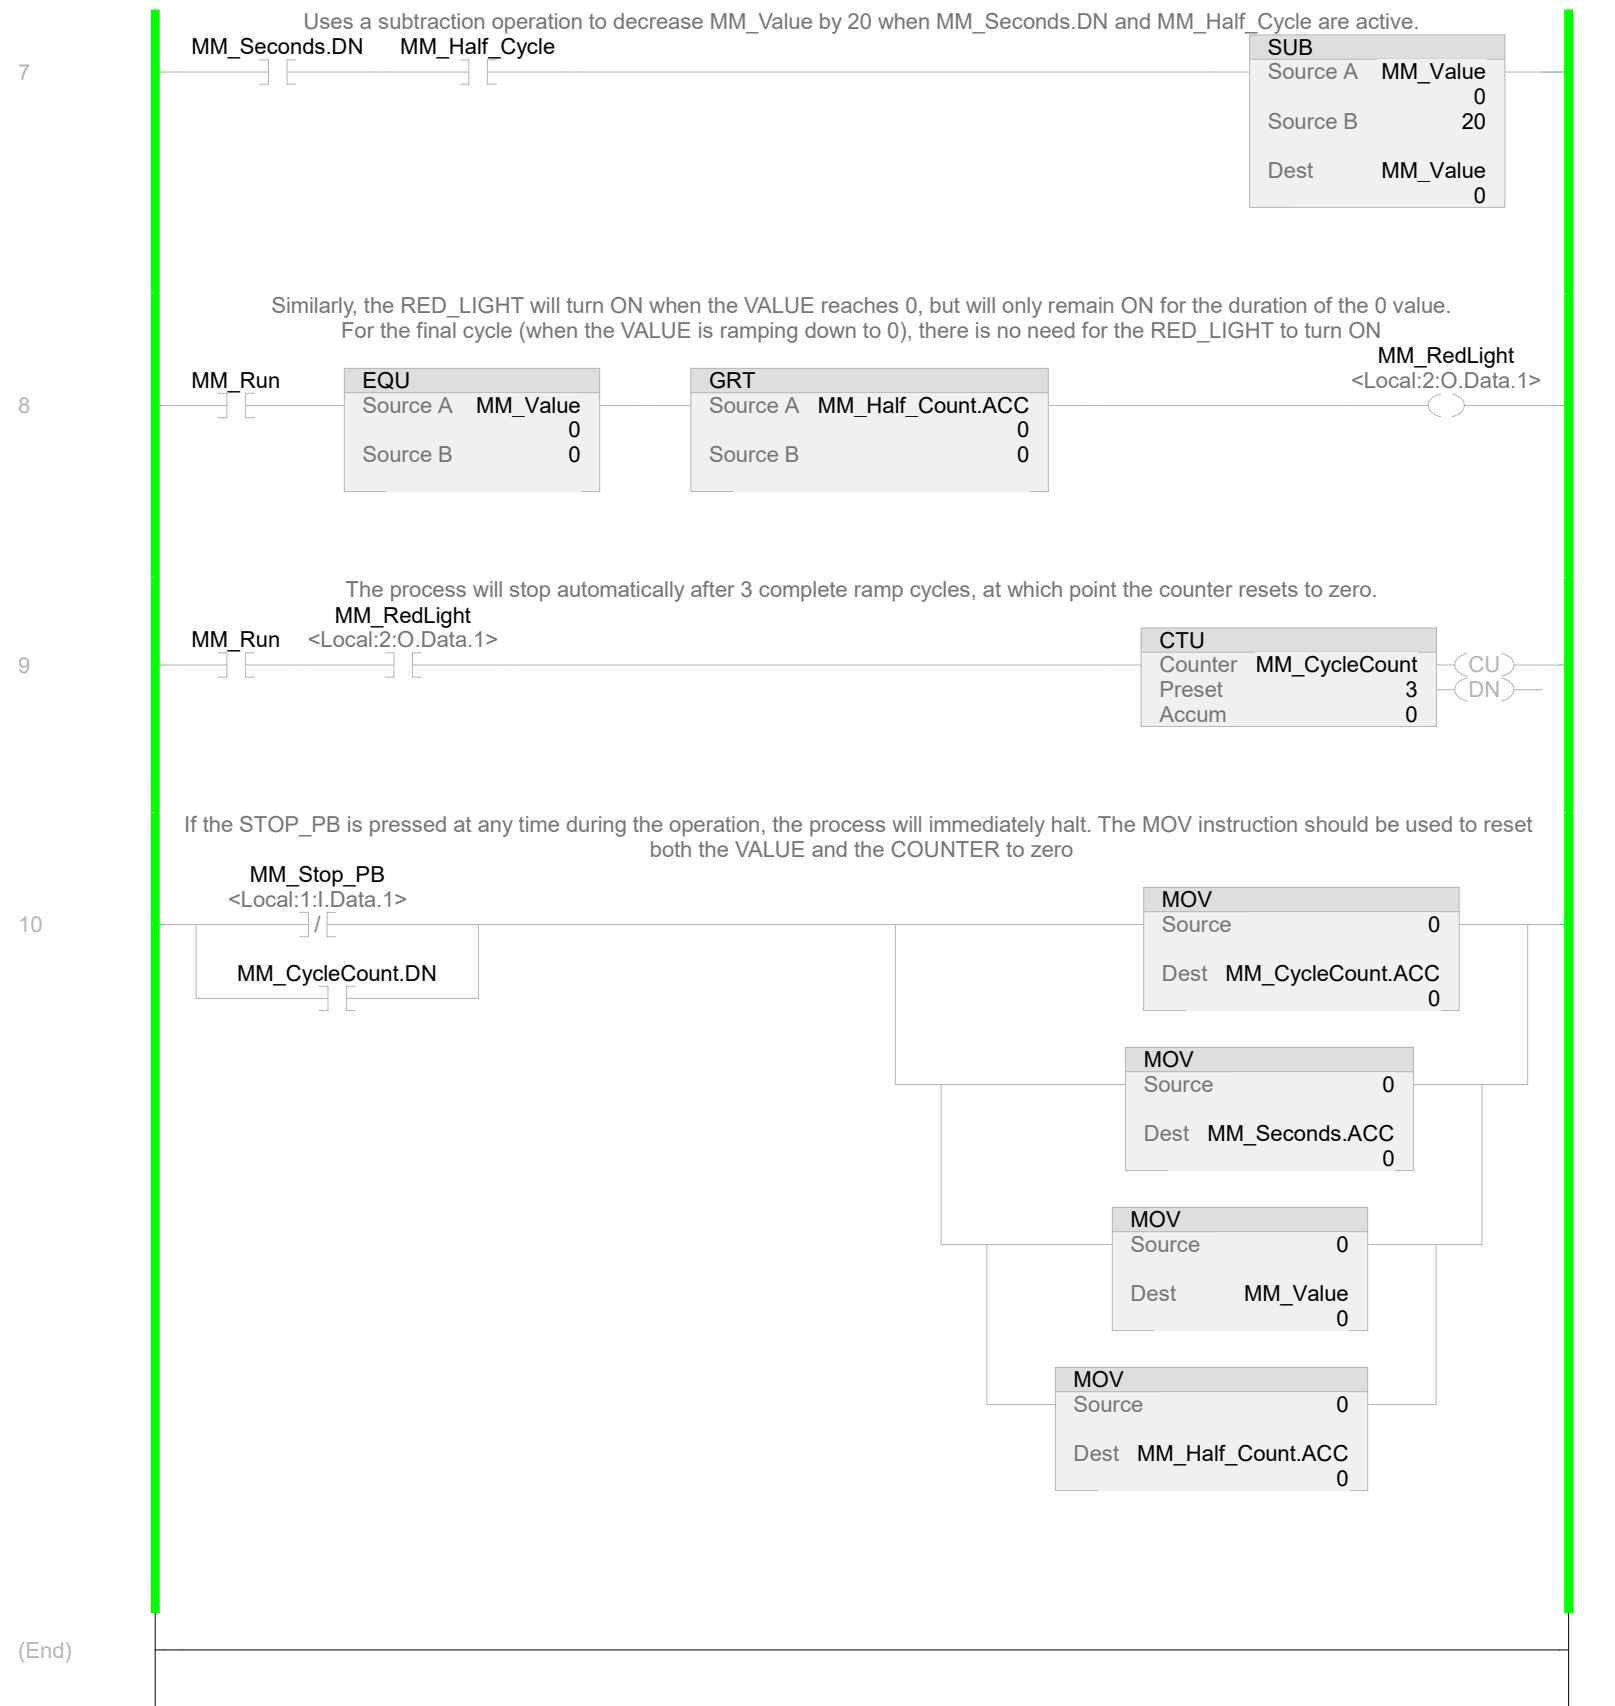 Uses a subtraction operation to decrease MM_Value by 20 when MM_Seconds.DN and MM_Half_Cycle are active.
MM_Seconds.DN MM_Half_Cycle
SUB
7
Source A MM_Value
0
Source B 20
Dest MM_Value
0
Similarly, the RED_LIGHT will turn ON when the VALUE reaches 0, but will only remain ON for the duration of the 0 value.
For the final cycle (when the VALUE is ramping down to 0), there is no need for the RED_LIGHT to turn ON
MM_RedLight
<Local:2:O.Data.1>
MM_Run
EQU
GRT
8
Source A MM_Value
0
Source B 0
Source A MM_Half_Count.ACC
0
Source B 0
The process will stop automatically after 3 complete ramp cycles, at which point the counter resets to zero.
MM_RedLight
MM_Run <Local:2:O.Data.1>
CTU
9
Counter MM_CycleCount
Preset 3
Accum 0
CU
DN
If the STOP_PB is pressed at any time during the operation, the process will immediately halt. The MOV instruction should be used to reset
both the VALUE and the COUNTER to zero
MM_Stop_PB
<Local:1:I.Data.1>
10
/
MM_CycleCount.DN
MOV
Source 0
Dest MM_CycleCount.ACC
0
MOV
Source 0
Dest MM_Seconds.ACC
0
MOV
Source 0
Dest MM_Value
0
MOV
Source 0
Dest MM_Half_Count.ACC
0
(End)